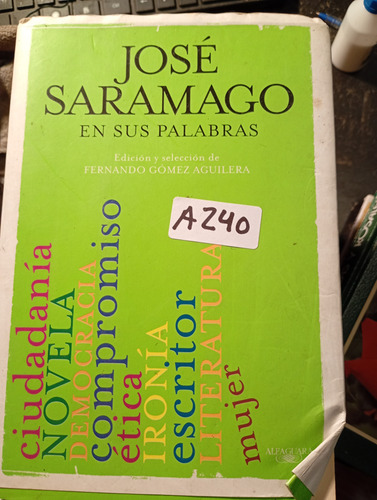 JOSÉ
SARAMAGO
EN SUS PALABRAS
Edición y selección de
FERNANDO GÓMEZ AGUILERA
A240
ciudadanía
NOVELA
DEMOCRACIA
compromiso
ética
IRONÍA
escritor
LITERATURA
mujer
ALFAGUARA